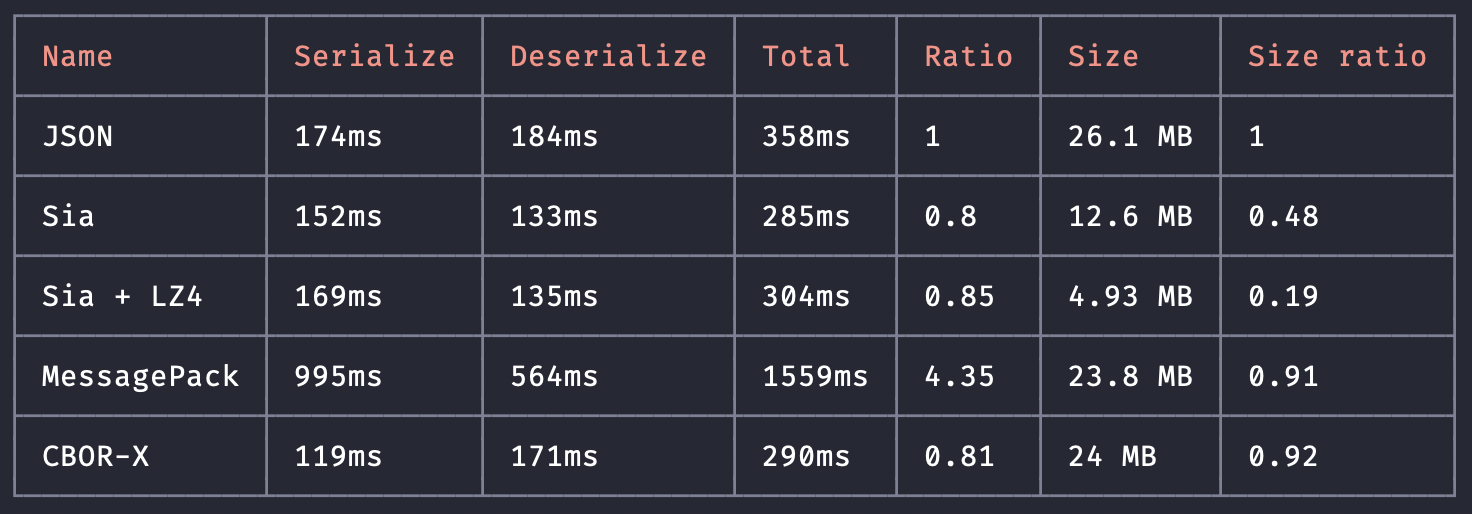 Name Serialize Deserialize Total Ratio Size Size ratio
JSON 174ms 184ms 358ms 1 26.1 MB 1
Sia 152ms 133ms 285ms 0.8 12.6 MB 0.48
Sia + LZ4 169ms 135ms 304ms 0.85 4.93 MB 0.19
MessagePack 995ms 564ms 1559ms 4.35 23.8 MB 0.91
CBOR-X 119ms 171ms 290ms 0.81 24 MB 0.92